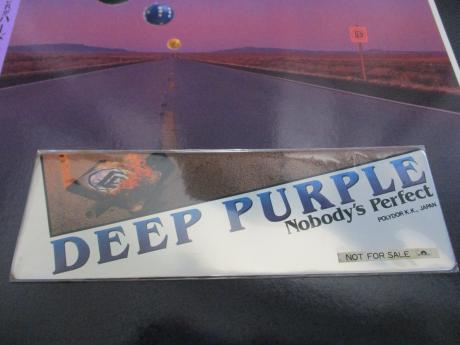 DEEP PURPLE
Nobody's Perfect
POLYDOR K.K., JAPAN
NOT FOR SALE